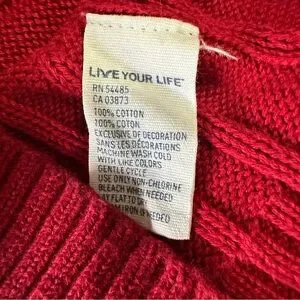 LIVE YOUR LIFE
RN 54485
CA 03873
100% COTTON
100% COTON
EXCLUSIVE OF DECORATION
SANS LES DÉCORATIONS
MACHINE WASH COLD
WITH LIKE COLORS
GENTLE CYCLE
USE ONLY NON-CHLORINE
BLEACH WHEN NEEDED
LAY FLAT TO DRY
IRON IF NEEDED